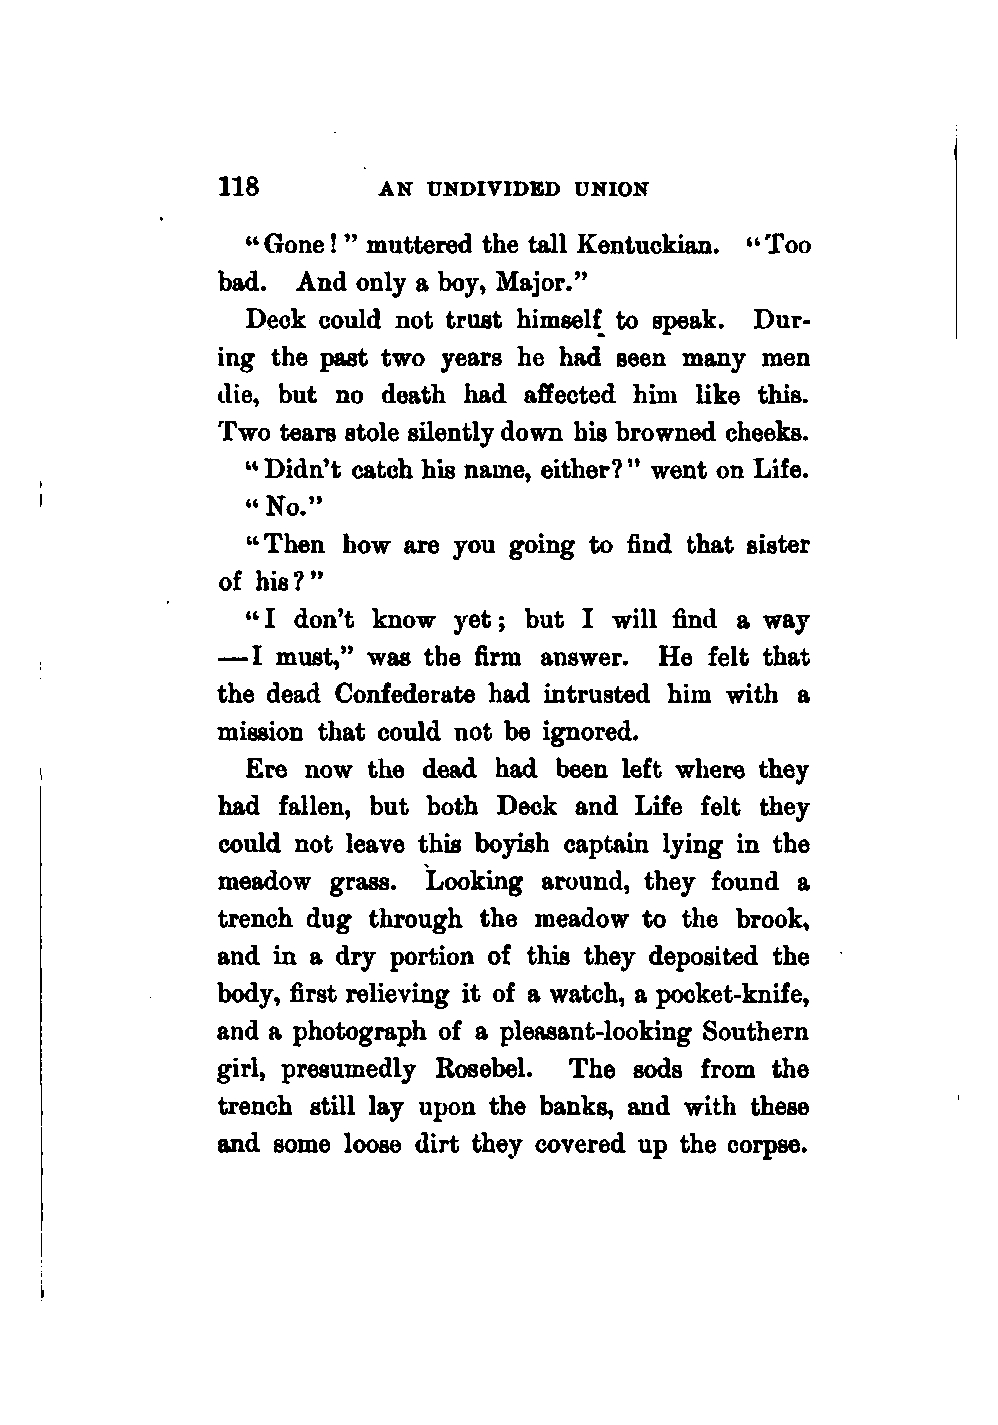 118 AN UNDIVIDED UNION
“Gone!” muttered the tall Kentuckian. “Too
bad. And only a boy, Major.”
Deck could not trust himself to speak. Dur-
ing the past two years he had seen many men
die, but no death had affected him like this.
Two tears stole silently down his browned cheeks.
“Didn’t catch his name, either?” went on Life.
“No.”
“Then how are you going to find that sister
of his?”
“I don’t know yet; but I will find a way
—I must,” was the firm answer. He felt that
the dead Confederate had intrusted him with a
mission that could not be ignored.
Ere now the dead had been left where they
had fallen, but both Deck and Life felt they
could not leave this boyish captain lying in the
meadow grass. Looking around, they found a
trench dug through the meadow to the brook,
and in a dry portion of this they deposited the
body, first relieving it of a watch, a pocket-knife,
and a photograph of a pleasant-looking Southern
girl, presumedly Rosebel. The sods from the
trench still lay upon the banks, and with these
and some loose dirt they covered up the corpse.